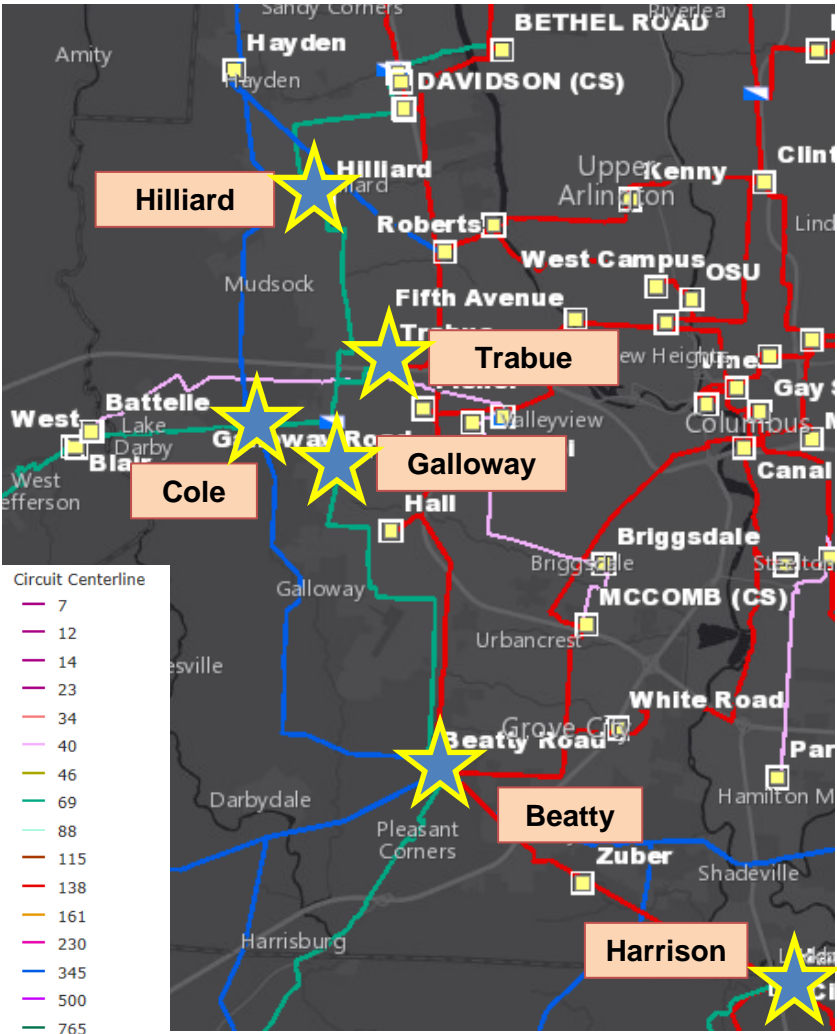 Sandy Corners
Riverlea
BETHEL ROAD
Hayden
Amity
Hayden
DAVIDSON (CS)
Hilliard
Hilliard
Upper
Arlington
Kenny
Roberts
West Campus
OSU
Mudsock
Fifth Avenue
Trabue
Trabue
Battelle
Lake
Darby
West
Blair
West
Valleyview
Columbus
Galloway
Cole
Canal
Hall
Briggsdale
Briggsdale
MCCOMB (CS)
Galloway
Urbancrest
Circuit Centerline
7
12
14
23
34
40
46
69
88
115
138
161
230
345
500
765
White Road
Grove City
Beatty Road
Hamilton M
Darbydale
Beatty
Pleasant
Corners
Zuber
Shadeville
Harrisburg
Harrison